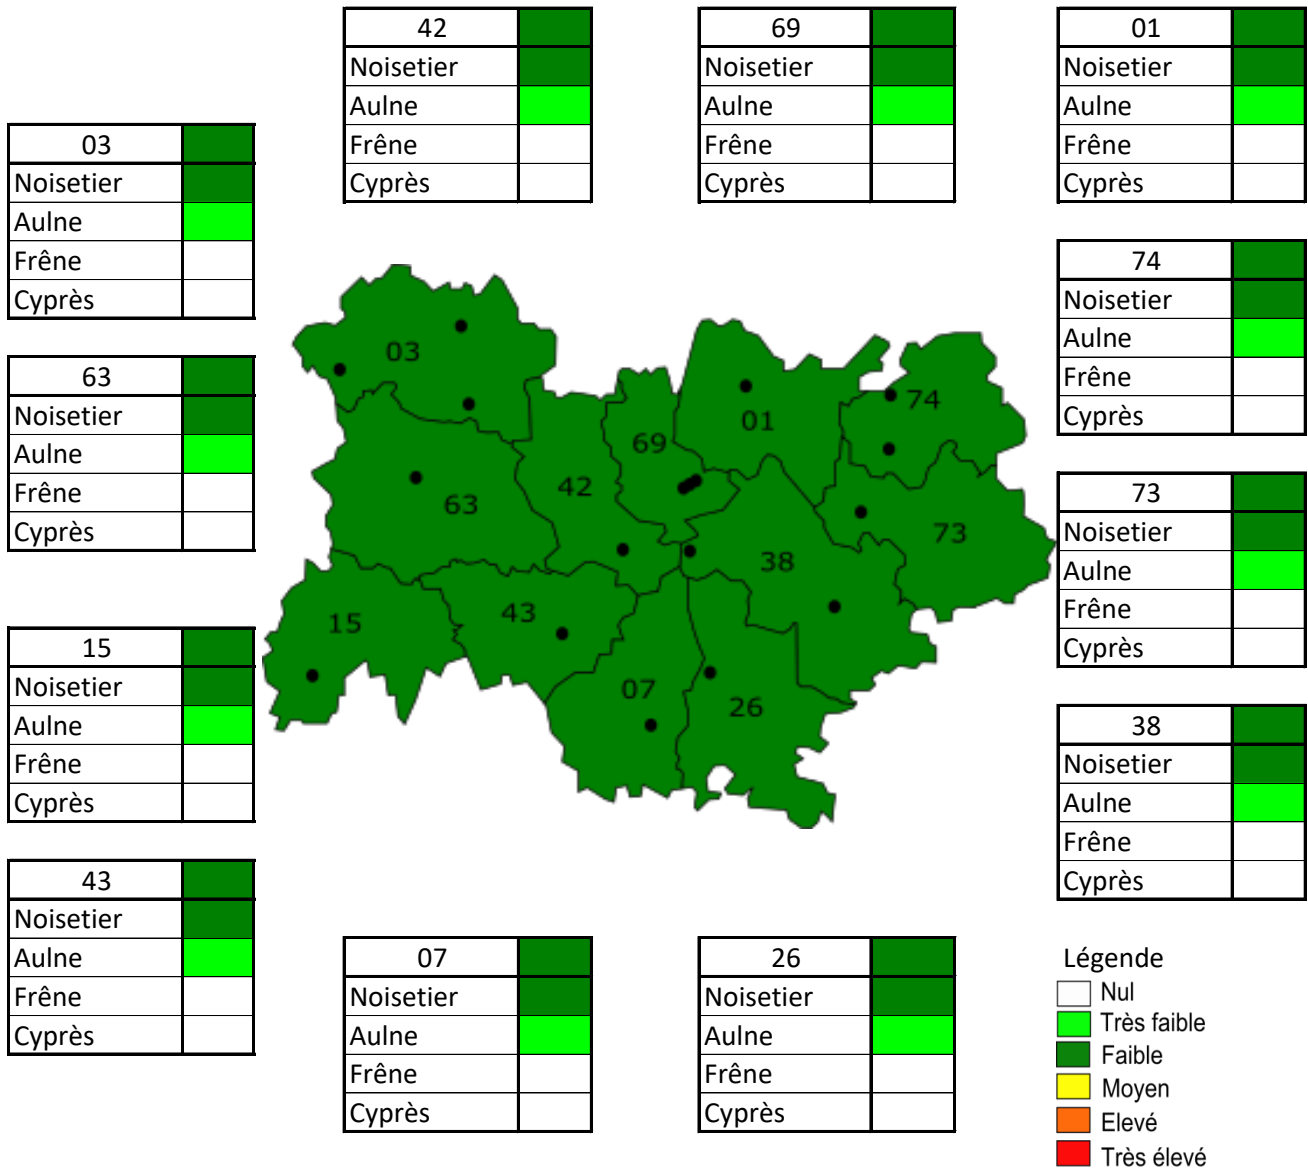 42
Noisetier
Aulne
Frêne
Cyprès
69
Noisetier
Aulne
Frêne
Cyprès
01
Noisetier
Aulne
Frêne
Cyprès
03
Noisetier
Aulne
Frêne
Cyprès
74
Noisetier
Aulne
Frêne
Cyprès
63
Noisetier
Aulne
Frêne
Cyprès
03
74
01
69
42
63
73
38
43
15
07
26
73
Noisetier
Aulne
Frêne
Cyprès
15
Noisetier
Aulne
Frêne
Cyprès
38
Noisetier
Aulne
Frêne
Cyprès
43
Noisetier
Aulne
Frêne
Cyprès
07
Noisetier
Aulne
Frêne
Cyprès
26
Noisetier
Aulne
Frêne
Cyprès
Légende
Nul
Très faible
Faible
Moyen
Elevé
Très élevé